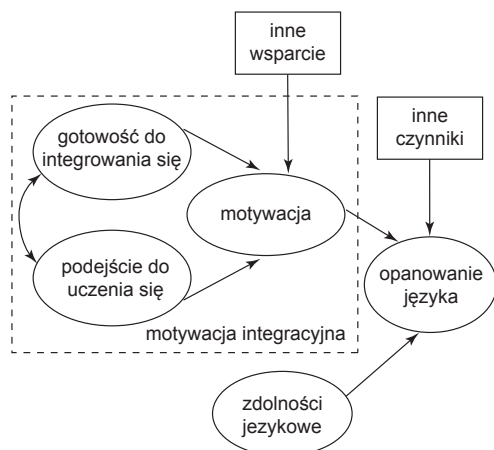 inne
wsparcie
inne
czynniki
gotowość do
integrowania się
motywacja
podejście do
uczenia się
opanowanie
języka
motywacja integracyjna
zdolności
jezykowe